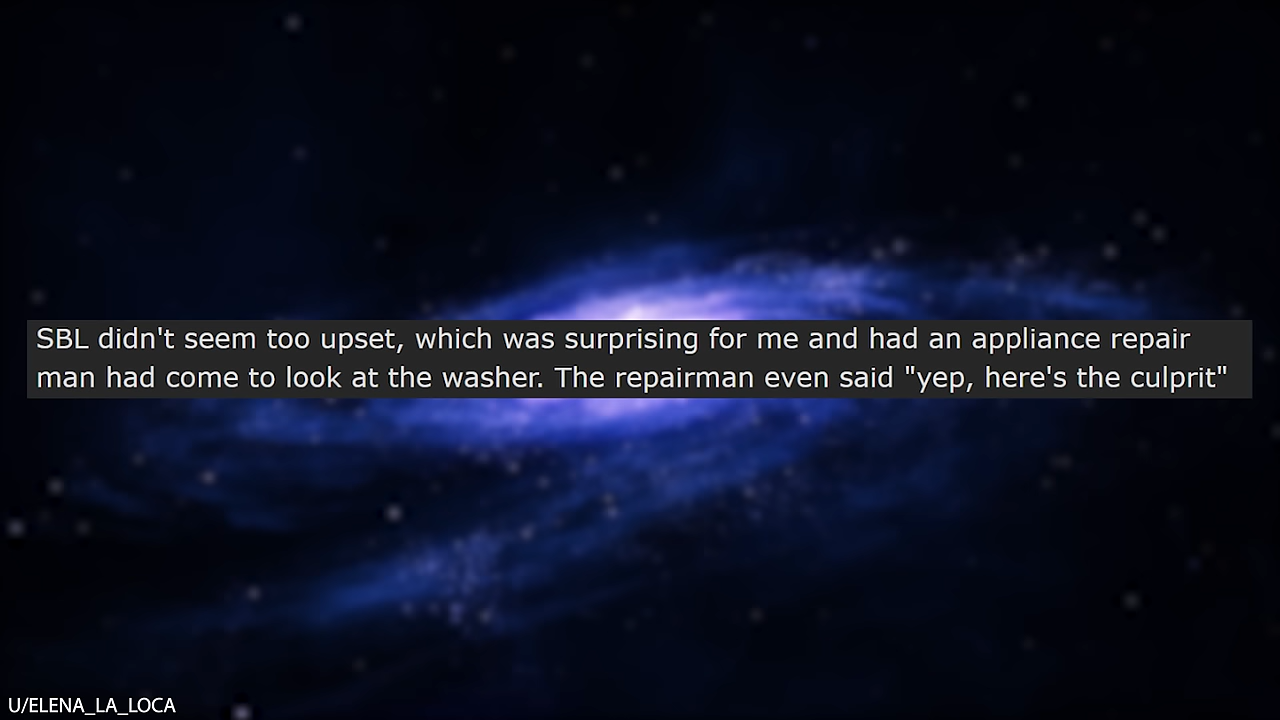 SBL didn't seem too upset, which was surprising for me and had an appliance repair
man had come to look at the washer. The repairman even said "yep, here's the culprit"
U/ELENA_LA_LOCA